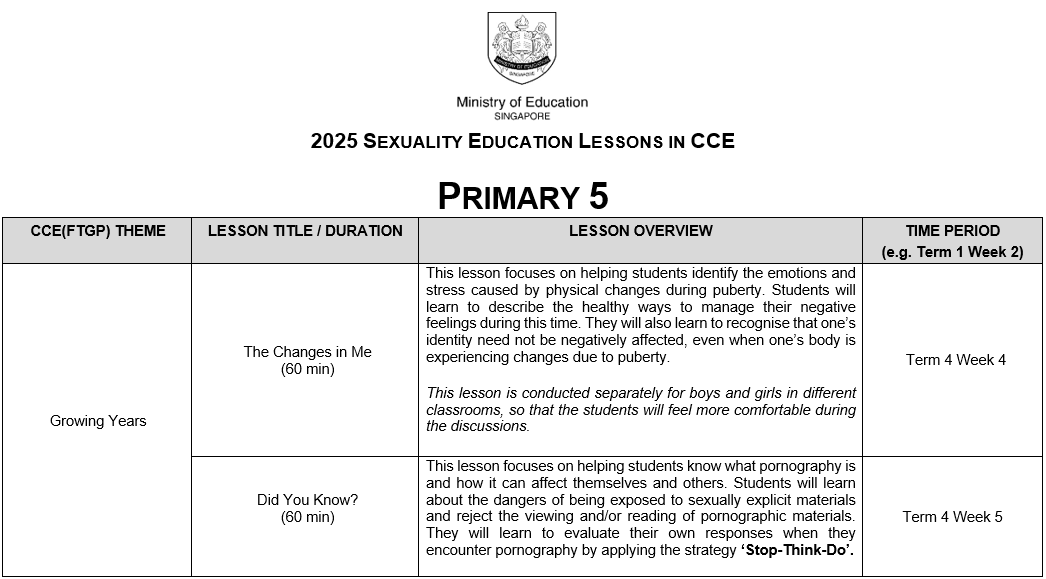 MINISTRY OF EDUCATION
SINGAPORE
Ministry of Education
SINGAPORE
2025 SEXUALITY EDUCATION LESSONS IN CCE
PRIMARY 5
CCE(FTGP) THEME
LESSON TITLE / DURATION
LESSON OVERVIEW
TIME PERIOD
(e.g. Term 1 Week 2)
Growing Years
The Changes in Me
(60 min)
This lesson focuses on helping students identify the emotions and
stress caused by physical changes during puberty. Students will
learn to describe the healthy ways to manage their negative
feelings during this time. They will also learn to recognise that one’s
identity need not be negatively affected, even when one’s body is
experiencing changes due to puberty.
This lesson is conducted separately for boys and girls in different
classrooms, so that the students will feel more comfortable during
the discussions.
Term 4 Week 4
Did You Know?
(60 min)
This lesson focuses on helping students know what pornography is
and how it can affect themselves and others. Students will learn
about the dangers of being exposed to sexually explicit materials
and reject the viewing and/or reading of pornographic materials.
They will learn to evaluate their own responses when they
encounter pornography by applying the strategy ‘Stop-Think-Do’.
Term 4 Week 5